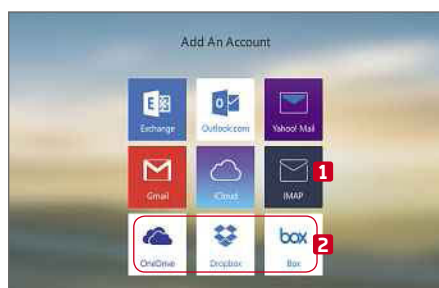 Add An Account
Exchange
Outlook.com
Yahoo! Mail
Gmail
iCloud
IMAP
1
OneDrive
Dropbox
box
Box
2